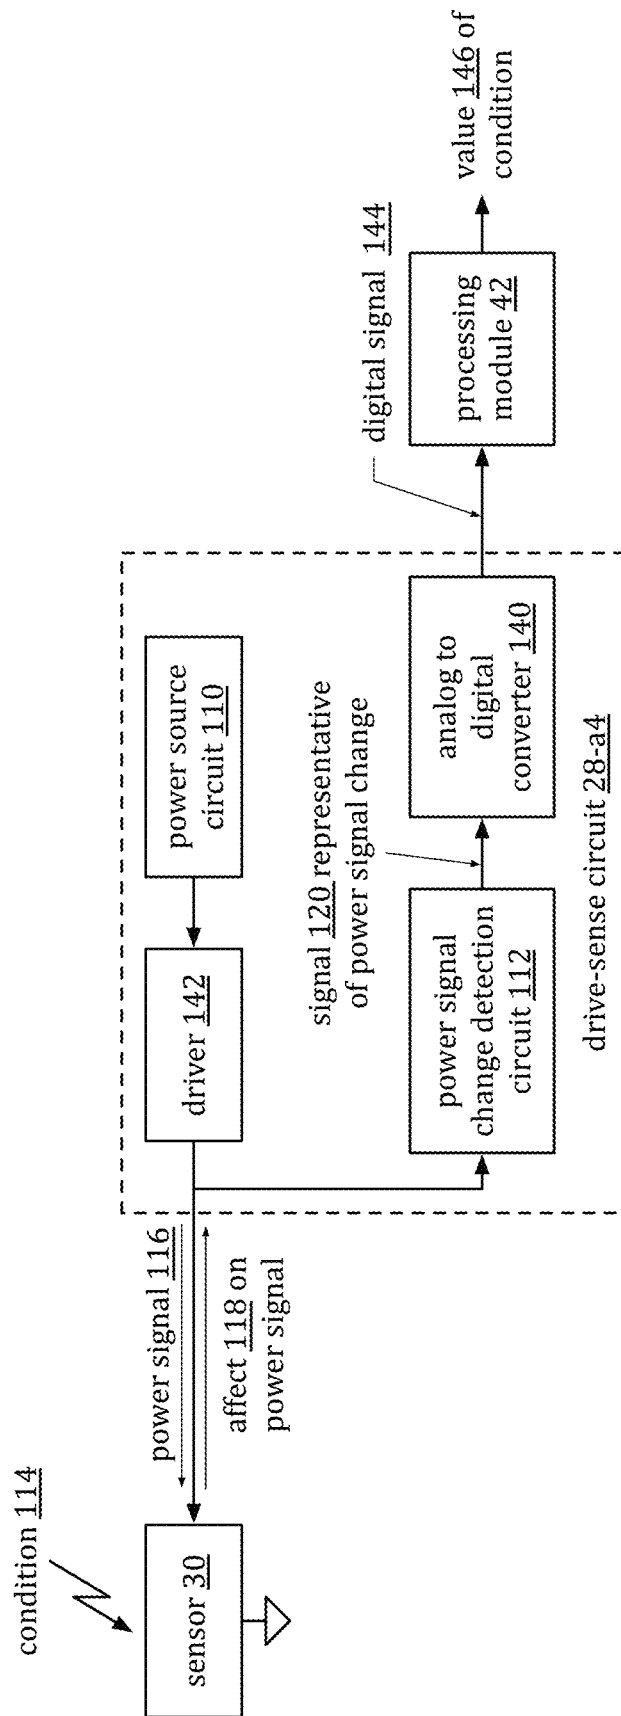 condition 114
sensor 30
power signal 116
affect 118 on
power signal
driver 142
power source
circuit 110
signal 120 representative
of power signal change
power signal
change detection
circuit 112
analog to
digital
converter 140
drive-sense circuit 28-a4
digital signal 144
processing
module 42
value 146 of
condition